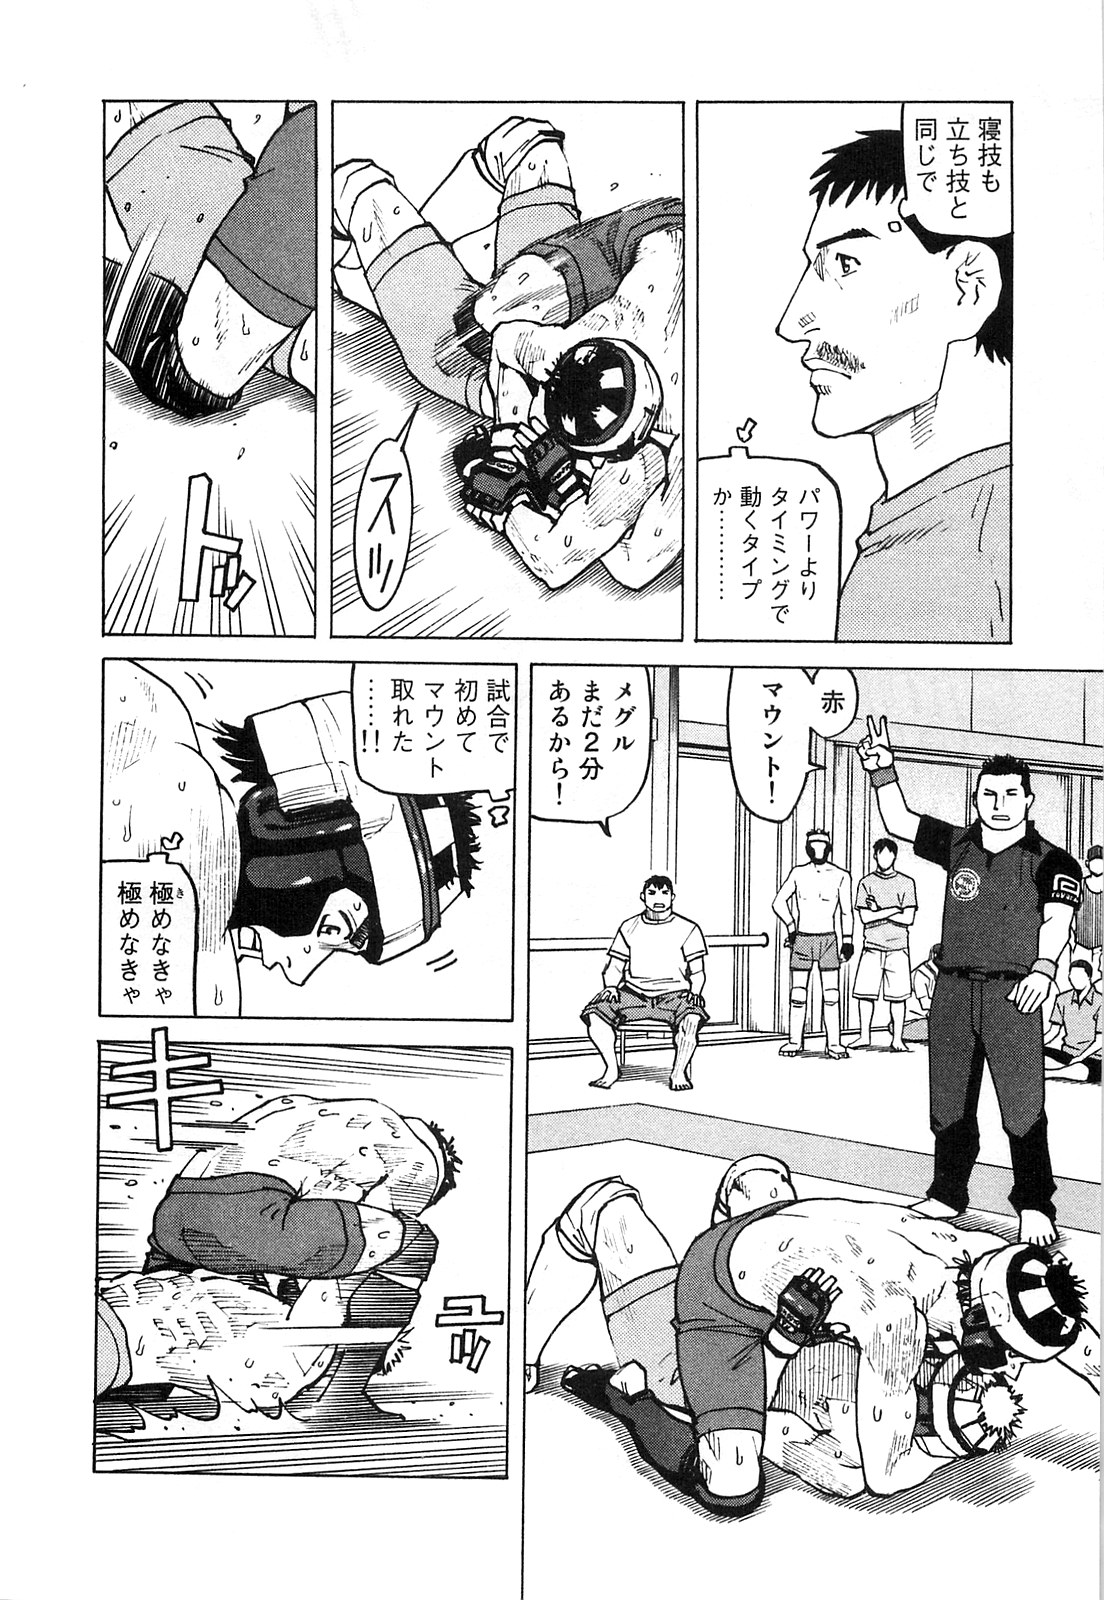 寝技も
立ち技と
同じで
パワーより
タイミングで
動くタイプ
か………
スッ
トッ
赤
マウント!
メグル
まだ2分
あるから!
試合で
初めて
マウント
取れた
……!!
極めなきゃ
き
極めなきゃ
キュッ